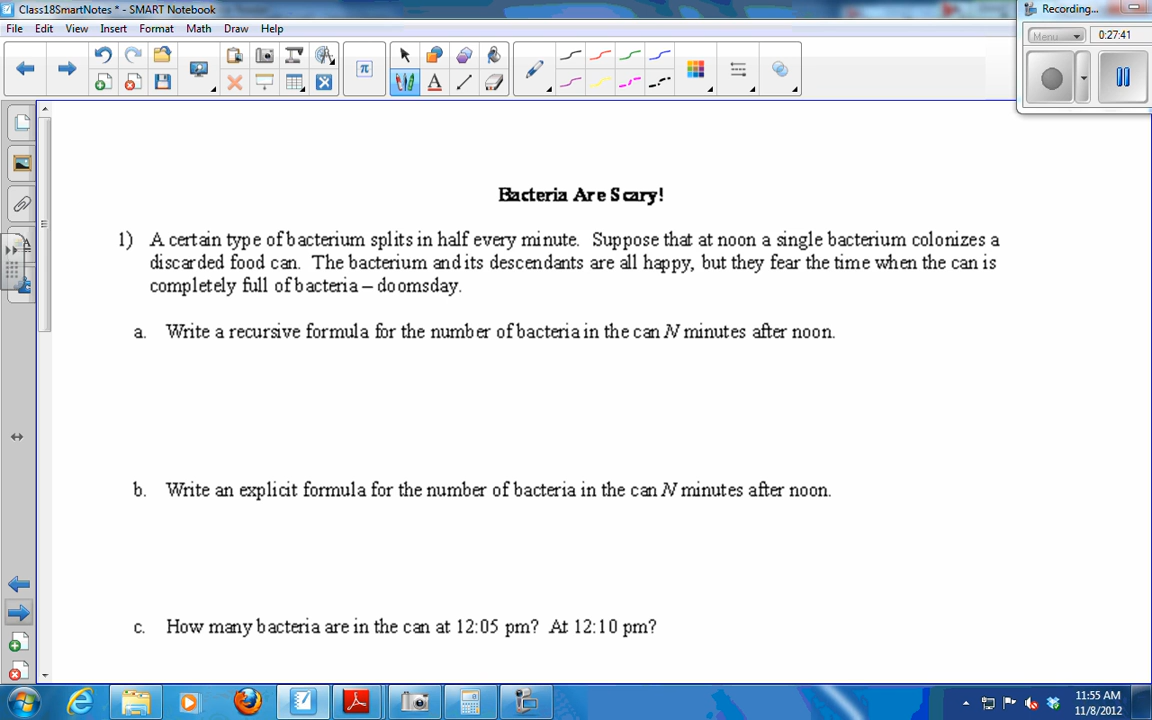 Class18SmartNotes * - SMART Notebook
Recording...
File Edit View Insert Format Math Draw Help
Menu
0:27:41
π
A
Bacteria Are Scary!
1) A certain type of bacterium splits in half every minute. Suppose that at noon a single bacterium colonizes a
discarded food can. The bacterium and its descendants are all happy, but they fear the time when the can is
completely full of bacteria – doomsday.
a. Write a recursive formula for the number of bacteria in the can N minutes after noon.
b. Write an explicit formula for the number of bacteria in the can N minutes after noon.
c. How many bacteria are in the can at 12:05 pm? At 12:10 pm?
11:55 AM
11/8/2012